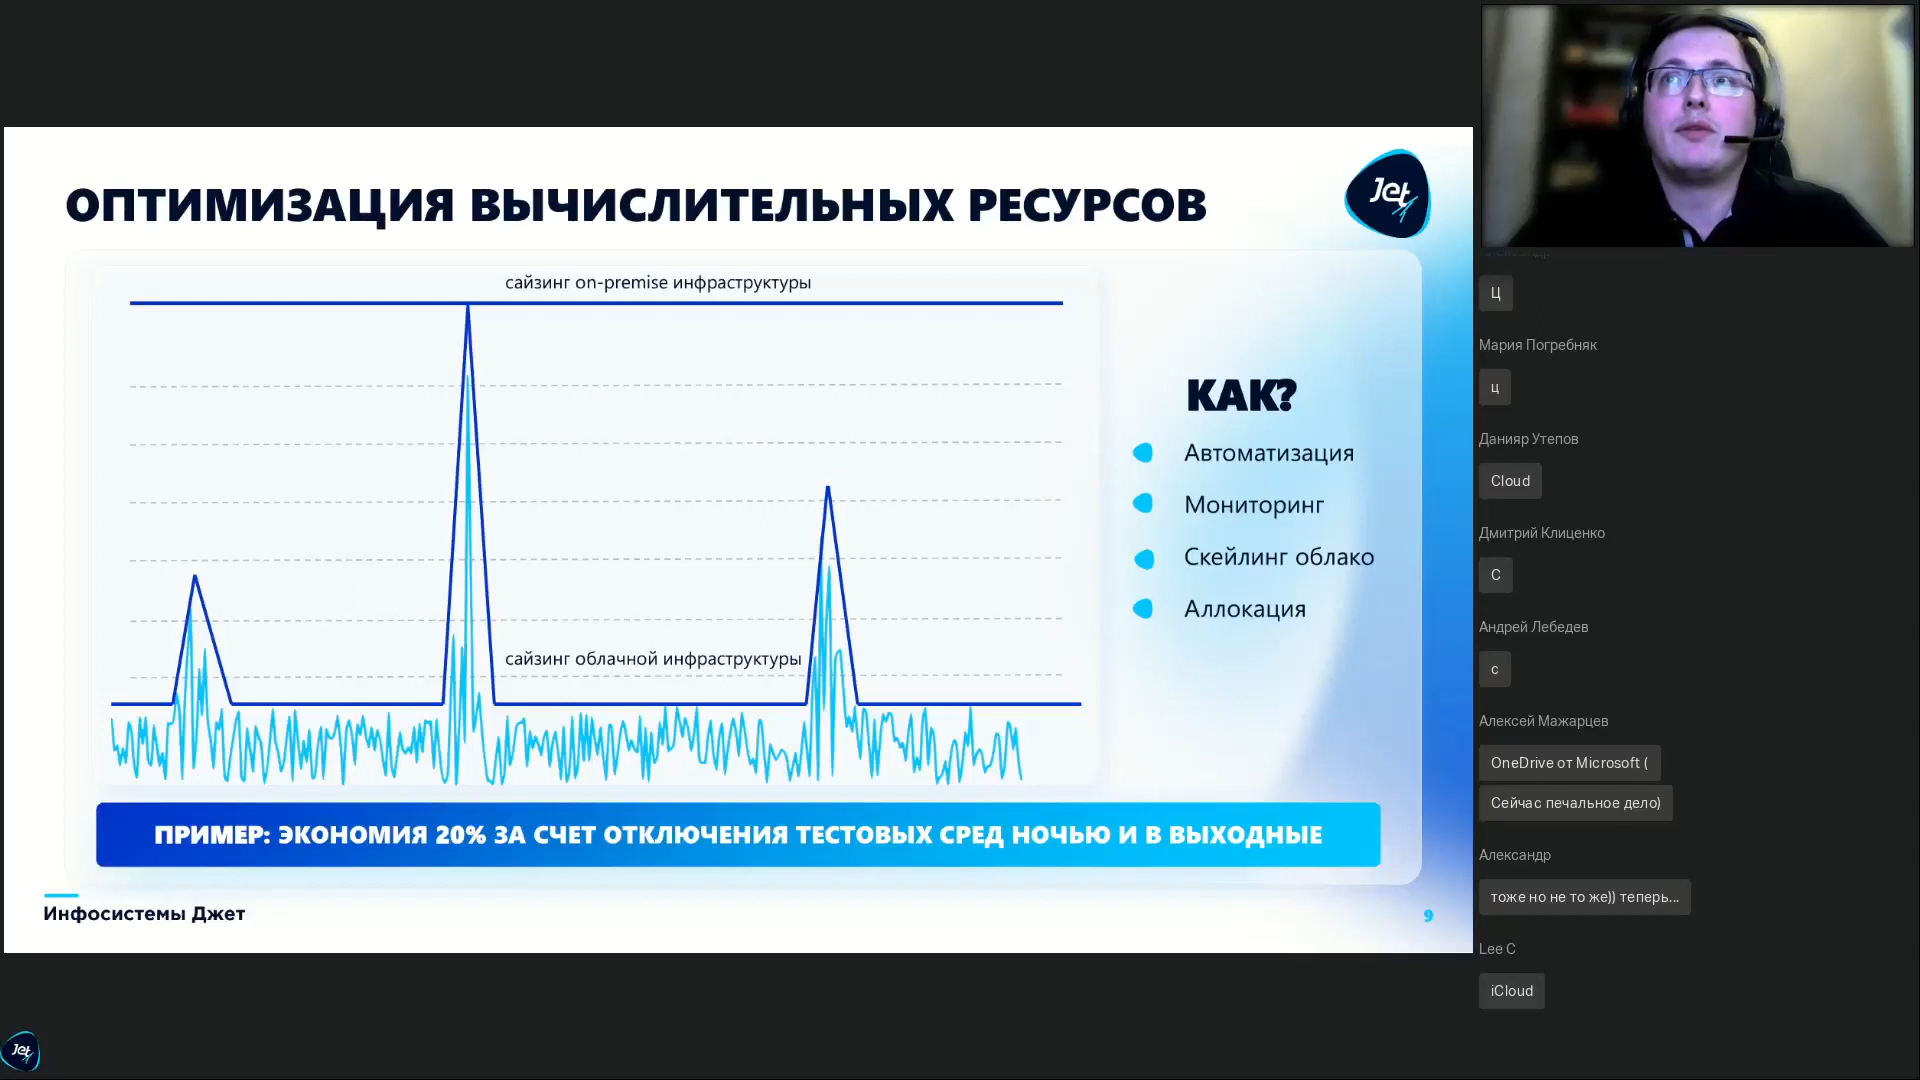 ОПТИМИЗАЦИЯ ВЫЧИСЛИТЕЛЬНЫХ РЕСУРСОВ
Jet
сайзинг on-premise инфраструктуры
сайзинг облачной инфраструктуры
КАК?
Автоматизация
Мониторинг
Скейлинг облако
Аллокация
ПРИМЕР: ЭКОНОМИЯ 20% ЗА СЧЕТ ОТКЛЮЧЕНИЯ ТЕСТОВЫХ СРЕД НОЧЬЮ И В ВЫХОДНЫЕ
Инфосистемы Джет
9
Jet
Ц
Мария Погребняк
ц
Данияр Утепов
Cloud
Дмитрий Клиценко
С
Андрей Лебедев
с
Алексей Мажарцев
OneDrive от Microsoft (
Сейчас печальное дело)
Александр
тоже но не то же)) теперь...
Lee C
iCloud